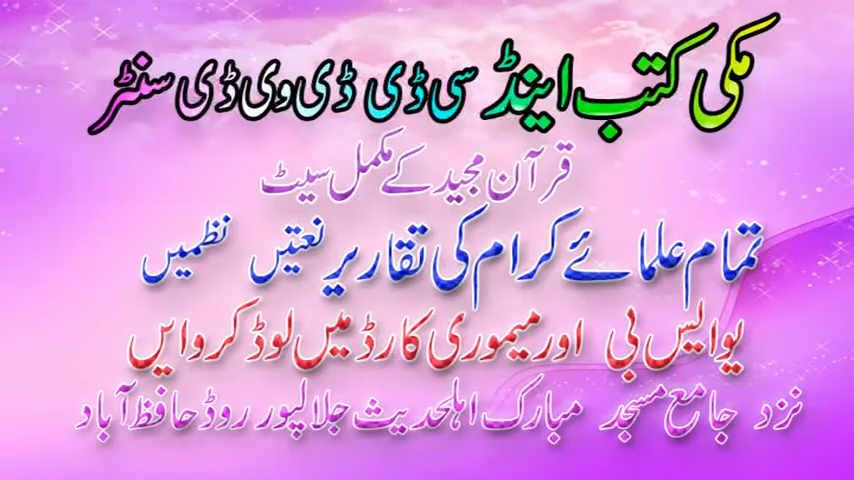 مکی کتب اینڈ سی ڈی ڈی وی ڈی سنٹر
قرآن مجید کے مکمل سیٹ
تمام علمائے کرام کی تقاریر نعتیں نظمیں
یو ایس بی اور میموری کارڈ میں لوڈ کروایں
نزد جامع مسجد مبارک اہلحدیث جلالپور روڈ حافظ آباد